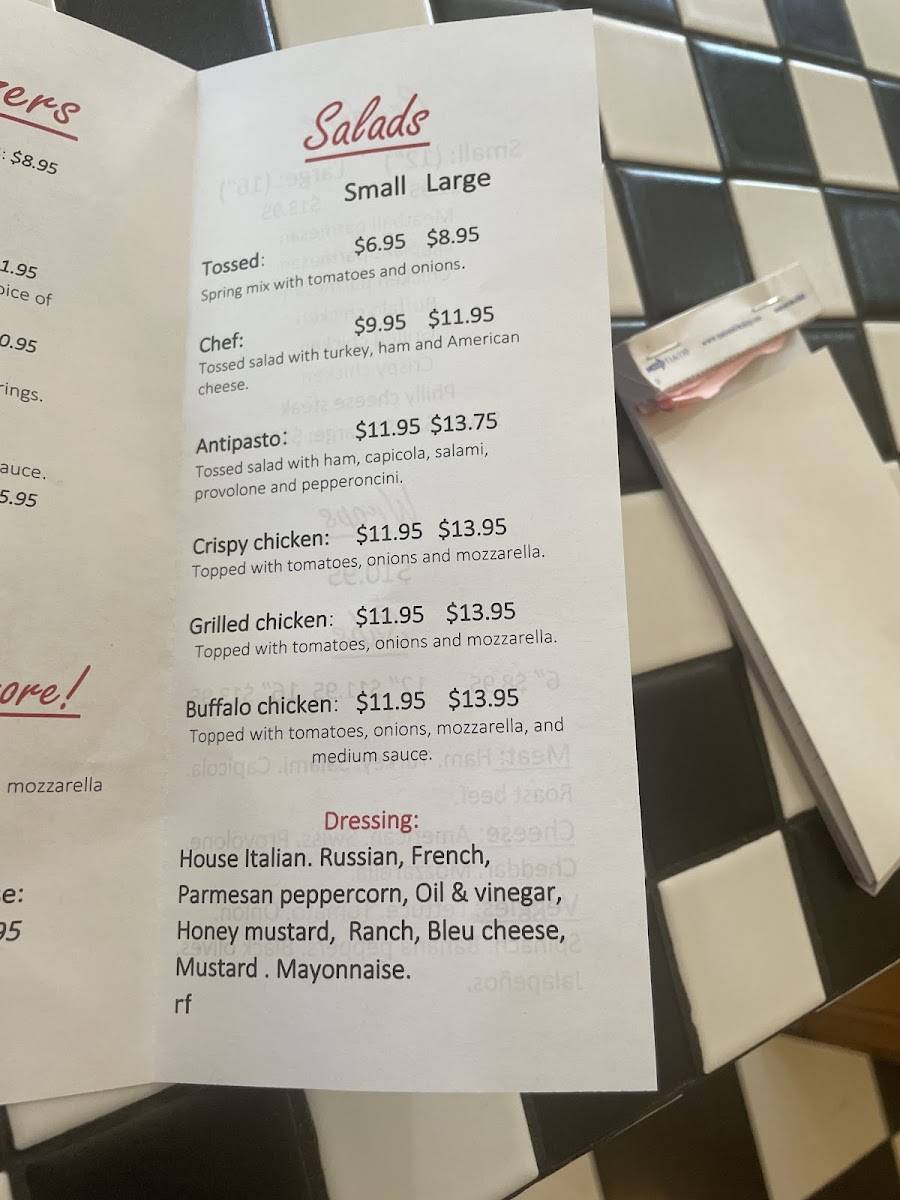 ers
: $8.95
1.95
oice of
0.95
rings.
auce.
5.95
ore!
mozzarella
e:
95
Salads
Small Large
Tossed: $6.95 $8.95
Spring mix with tomatoes and onions.
Chef: $9.95 $11.95
Tossed salad with turkey, ham and American
cheese.
Antipasto: $11.95 $13.75
Tossed salad with ham, capicola, salami,
provolone and pepperoncini.
Crispy chicken: $11.95 $13.95
Topped with tomatoes, onions and mozzarella.
Grilled chicken: $11.95 $13.95
Topped with tomatoes, onions and mozzarella.
Buffalo chicken: $11.95 $13.95
Topped with tomatoes, onions, mozzarella, and
medium sauce.
Dressing:
House Italian. Russian, French,
Parmesan peppercorn, Oil & vinegar,
Honey mustard, Ranch, Bleu cheese,
Mustard . Mayonnaise.
rf